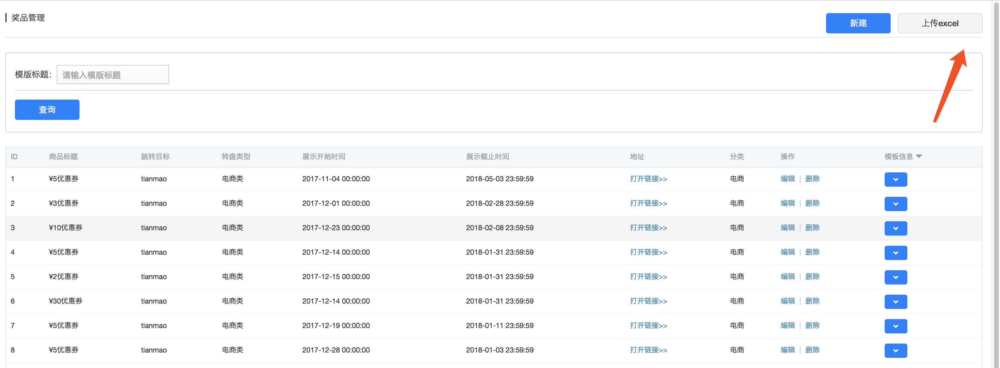 奖品管理
新建 上传excel
模版标题: 请输入模版标题
查询
ID 商品标题 跳转目标 转盘类型 展示开始时间 展示截止时间 地址 分类 操作 模板信息
1 ¥5优惠券 tianmao 电商类 2017-11-04 00:00:00 2018-05-03 23:59:59 打开链接>> 电商 编辑 | 删除
2 ¥3优惠券 tianmao 电商类 2017-12-01 00:00:00 2018-02-28 23:59:59 打开链接>> 电商 编辑 | 删除
3 ¥10优惠券 tianmao 电商类 2017-12-23 00:00:00 2018-02-08 23:59:59 打开链接>> 电商 编辑 | 删除
4 ¥5优惠券 tianmao 电商类 2017-12-14 00:00:00 2018-01-31 23:59:59 打开链接>> 电商 编辑 | 删除
5 ¥2优惠券 tianmao 电商类 2017-12-15 00:00:00 2018-01-31 23:59:59 打开链接>> 电商 编辑 | 删除
6 ¥30优惠券 tianmao 电商类 2017-12-14 00:00:00 2018-01-31 23:59:59 打开链接>> 电商 编辑 | 删除
7 ¥5优惠券 tianmao 电商类 2017-12-19 00:00:00 2018-01-11 23:59:59 打开链接>> 电商 编辑 | 删除
8 ¥5优惠券 tianmao 电商类 2017-12-28 00:00:00 2018-01-03 23:59:59 打开链接>> 电商 编辑 | 删除